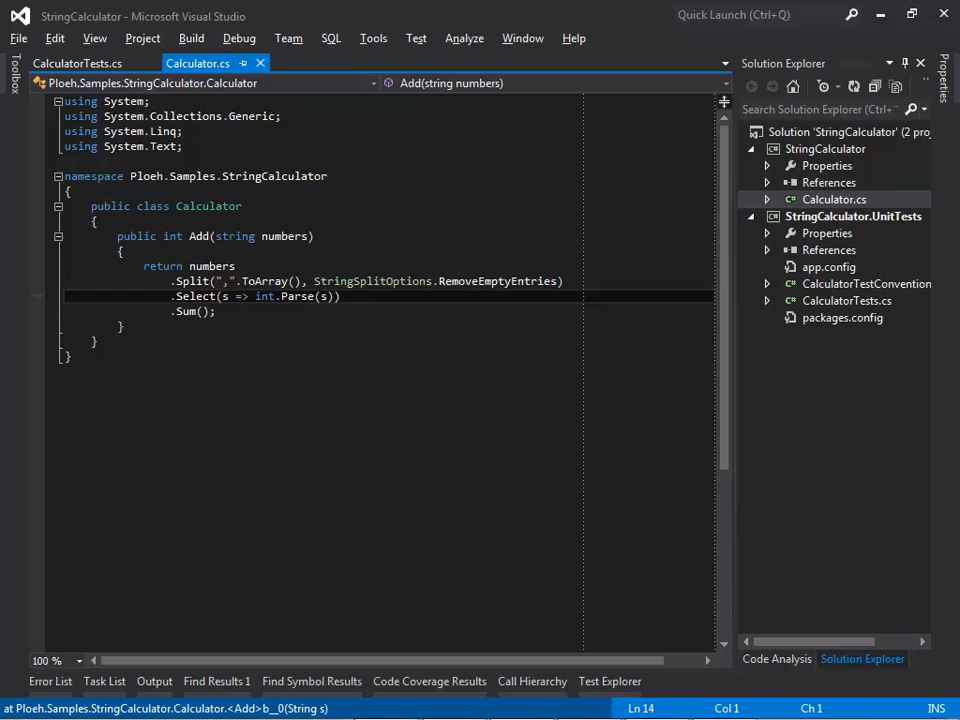 StringCalculator - Microsoft Visual Studio
Quick Launch (Ctrl+Q)
File Edit View Project Build Debug Team SQL Tools Test Analyze Window Help
Toolbox
CalculatorTests.cs
Calculator.cs
Ploeh.Samples.StringCalculator.Calculator
Add(string numbers)
using System;
using System.Collections.Generic;
using System.Linq;
using System.Text;
namespace Ploeh.Samples.StringCalculator
{
public class Calculator
{
public int Add(string numbers)
{
return numbers
.Split(",".ToArray(), StringSplitOptions.RemoveEmptyEntries)
.Select(s => int.Parse(s))
.Sum();
}
}
}
100 %
Solution Explorer
Search Solution Explorer (Ctrl+
Solution 'StringCalculator' (2 proj
StringCalculator
Properties
References
Calculator.cs
StringCalculator.UnitTests
Properties
References
app.config
CalculatorTestConvention
CalculatorTests.cs
packages.config
Code Analysis Solution Explorer
Properties
Error List Task List Output Find Results 1 Find Symbol Results Code Coverage Results Call Hierarchy Test Explorer
at Ploeh.Samples.StringCalculator.Calculator.<Add>b__0(String s)
Ln 14 Col 1 Ch 1 INS